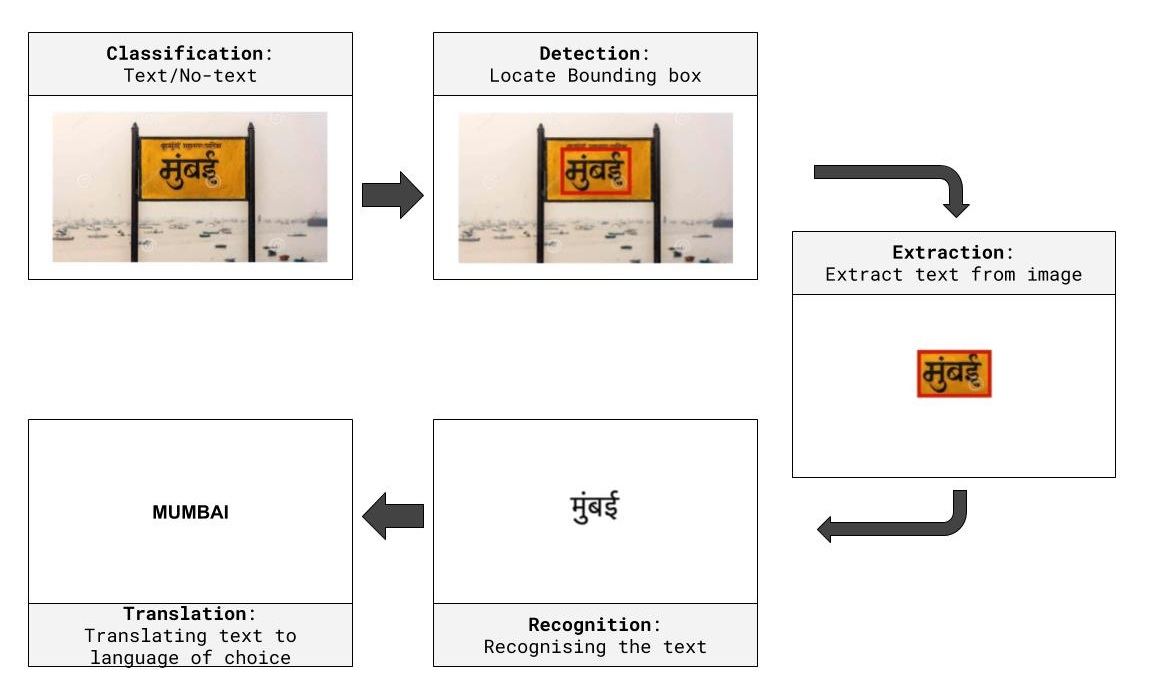 Classification:
Text/No-text
मुंबई
Detection:
Locate Bounding box
मुंबई
Extraction:
Extract text from image
मुंबई
मुंबई
Recognition:
Recognising the text
MUMBAI
Translation:
Translating text to
language of choice